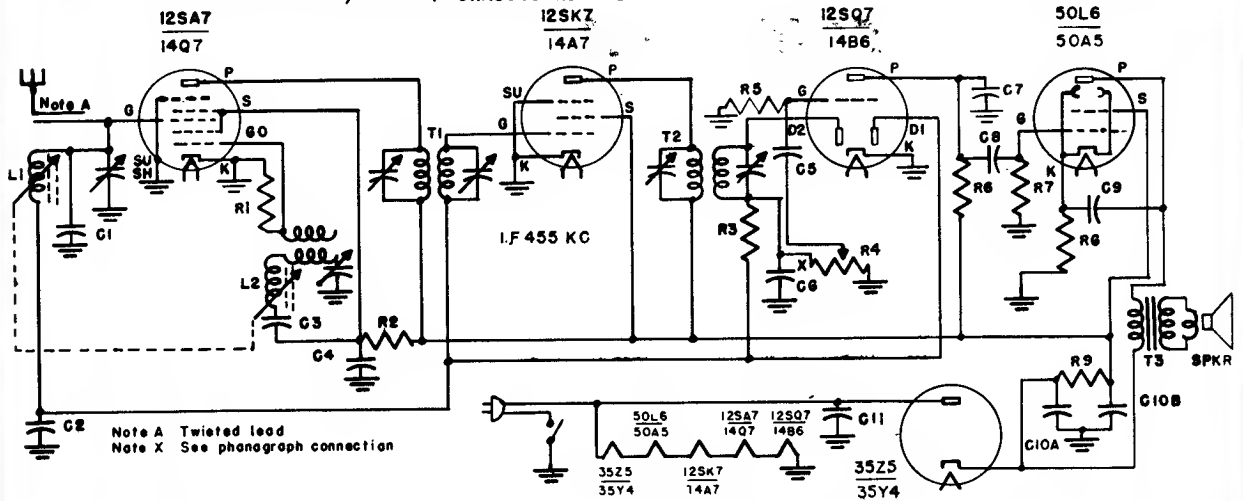 12SA7
14Q7
12SK7
14A7
12SQ7
14B6
50L6
50A5
Note A
P
S
G
GO
SU
SH
K
L1
C1
R1
L2
C3
C4
R2
C2
T1
P
SU
S
G
K
I.F 455 KC
T2
R5
P
G
D2
D1
K
C5
R3
X
R4
C6
C7
C8
R6
R7
P
S
G
K
C9
R6
T3
SPKR
R9
C10A
C10B
Note A Twisted lead
Note X See phonograph connection
35Z5
35Y4
50L6
50A5
12SK7
14A7
12SA7
14Q7
12SQ7
14B6
C11
35Z5
35Y4